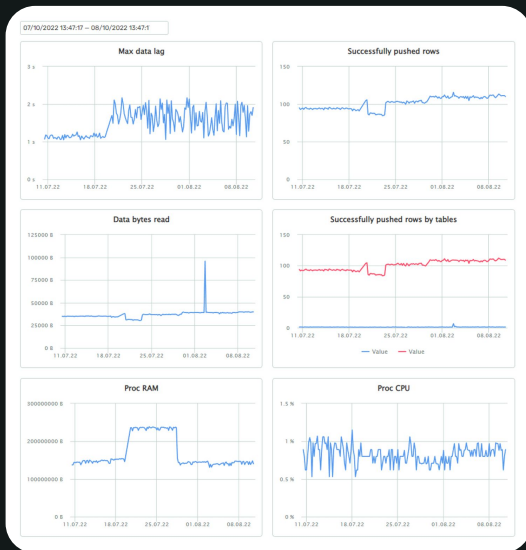 07/10/2022 13:47:17 – 08/10/2022 13:47:1
Max data lag
3 s
2 s
1 s
0 s
11.07.22 18.07.22 25.07.22 01.08.22 08.08.22
Successfully pushed rows
150
100
50
0
11.07.22 18.07.22 25.07.22 01.08.22 08.08.22
Data bytes read
125000 B
100000 B
75000 B
50000 B
25000 B
0 B
11.07.22 18.07.22 25.07.22 01.08.22 08.08.22
Successfully pushed rows by tables
150
100
50
0
11.07.22 18.07.22 25.07.22 01.08.22 08.08.22
Value Value
Proc RAM
300000000 B
200000000 B
100000000 B
0 B
11.07.22 18.07.22 25.07.22 01.08.22 08.08.22
Proc CPU
1.5 %
1 %
0.5 %
0 %
11.07.22 18.07.22 25.07.22 01.08.22 08.08.22